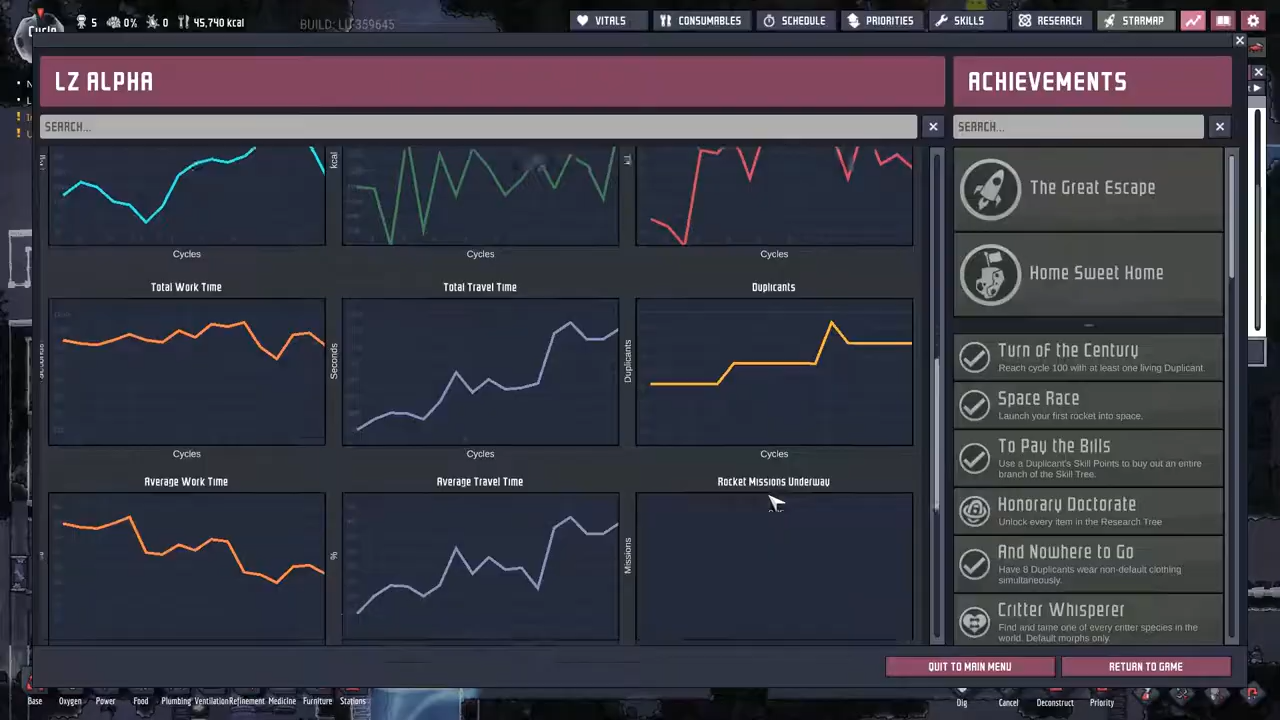 5 0% 0 45,740 kcal
BUILD: LU-359645
VITALS
CONSUMABLES
SCHEDULE
PRIORITIES
SKILLS
RESEARCH
STARMAP
Cycle
LZ ALPHA
ACHIEVEMENTS
SEARCH...
SEARCH...
kcal
Cycles
Cycles
Cycles
The Great Escape
Home Sweet Home
Total Work Time
Total Travel Time
Duplicants
Seconds
Duplicants
Cycles
Cycles
Cycles
Turn of the Century
Reach cycle 100 with at least one living Duplicant.
Space Race
Launch your first rocket into space.
To Pay the Bills
Use a Duplicant's Skill Points to buy out an entire
branch of the Skill Tree.
Average Work Time
Average Travel Time
Rocket Missions Underway
%
Missions
Honorary Doctorate
Unlock every item in the Research Tree
And Nowhere to Go
Have 8 Duplicants wear non-default clothing
simultaneously.
Critter Whisperer
Find and tame one of every critter species in the
world. Default morphs only.
QUIT TO MAIN MENU
RETURN TO GAME
Base
Oxygen
Power
Food
Plumbing
Ventilation
Refinement
Medicine
Furniture
Stations
Dig
Cancel
Deconstruct
Priority